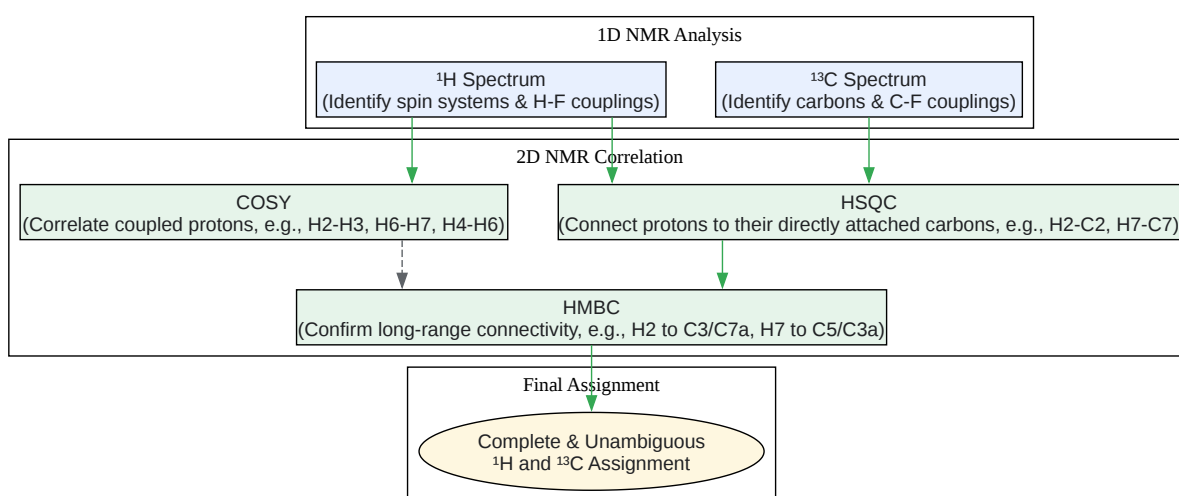 1D NMR Analysis
¹H Spectrum
(Identify spin systems & H-F couplings)
¹³C Spectrum
(Identify carbons & C-F couplings)
2D NMR Correlation
COSY
(Correlate coupled protons, e.g., H2-H3, H6-H7, H4-H6)
HSQC
(Connect protons to their directly attached carbons, e.g., H2-C2, H7-C7)
HMBC
(Confirm long-range connectivity, e.g., H2 to C3/C7a, H7 to C5/C3a)
Final Assignment
Complete & Unambiguous
¹H and ¹³C Assignment